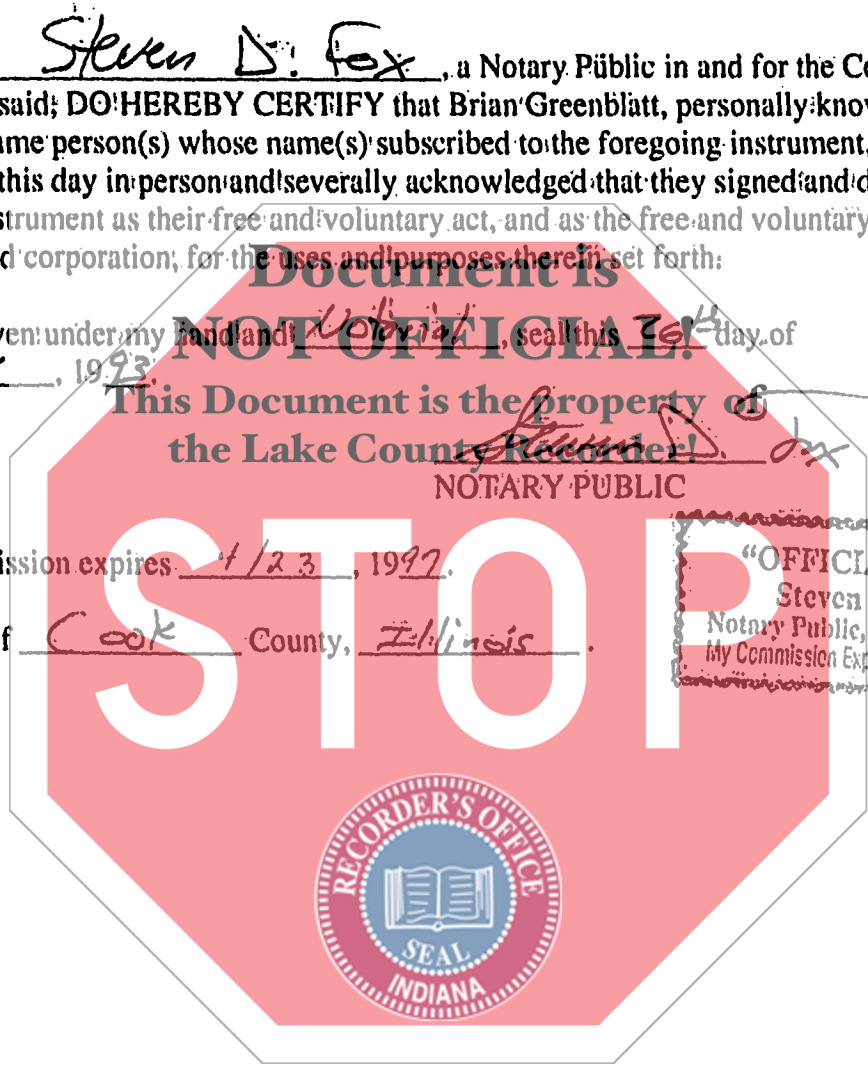 Steven D. Fox, a Notary Public in and for the Co
said; DO HEREBY CERTIFY that Brian Greenblatt, personally know
ame person(s) whose name(s) subscribed to the foregoing instrument,
this day in person and severally acknowledged that they signed and d
strument as their free and voluntary act, and as the free and voluntary
d corporation, for the uses and purposes therein set forth.
Document is
en under my hand and Notorial seal this 26th day of
NOT OFFICIAL!
, 1993.
This Document is the property of
the Lake County Recorder!
Steven D. Fox
NOTARY PUBLIC
STOP
ission expires 4/23, 1997.
"OFFICIA
Steven
Notary Public,
My Commission Exp
f Cook County, Illinois.
RECORDER'S OFFICE
SEAL
INDIANA